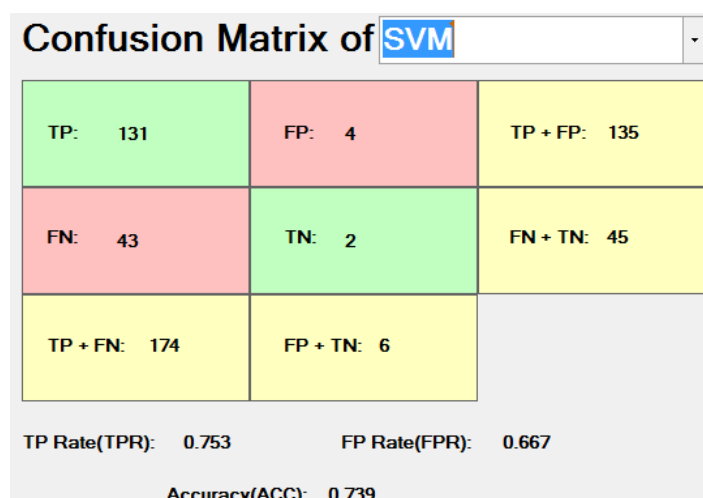 Confusion Matrix of SVM
TP: 131 FP: 4 TP + FP: 135
FN: 43 TN: 2 FN + TN: 45
TP + FN: 174 FP + TN: 6
TP Rate(TPR): 0.753 FP Rate(FPR): 0.667
Accuracy(ACC): 0.739